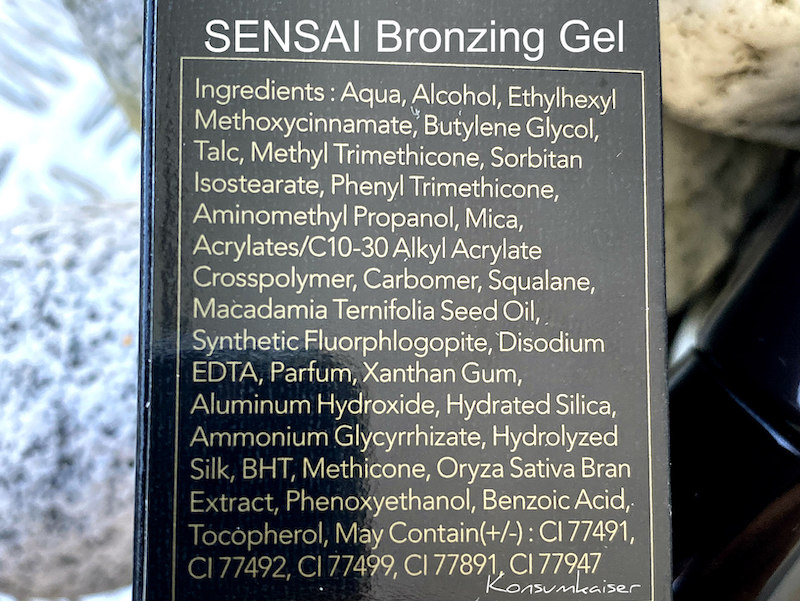 SENSAI Bronzing Gel
Ingredients : Aqua, Alcohol, Ethylhexyl
Methoxycinnamate, Butylene Glycol,
Talc, Methyl Trimethicone, Sorbitan
Isostearate, Phenyl Trimethicone,
Aminomethyl Propanol, Mica,
Acrylates/C10-30 Alkyl Acrylate
Crosspolymer, Carbomer, Squalane,
Macadamia Ternifolia Seed Oil,
Synthetic Fluorphlogopite, Disodium
EDTA, Parfum, Xanthan Gum,
Aluminum Hydroxide, Hydrated Silica,
Ammonium Glycyrrhizate, Hydrolyzed
Silk, BHT, Methicone, Oryza Sativa Bran
Extract, Phenoxyethanol, Benzoic Acid,
Tocopherol, May Contain(+/-) : CI 77491,
CI 77492, CI 77499, CI 77891, CI 77947
Konsumkaiser